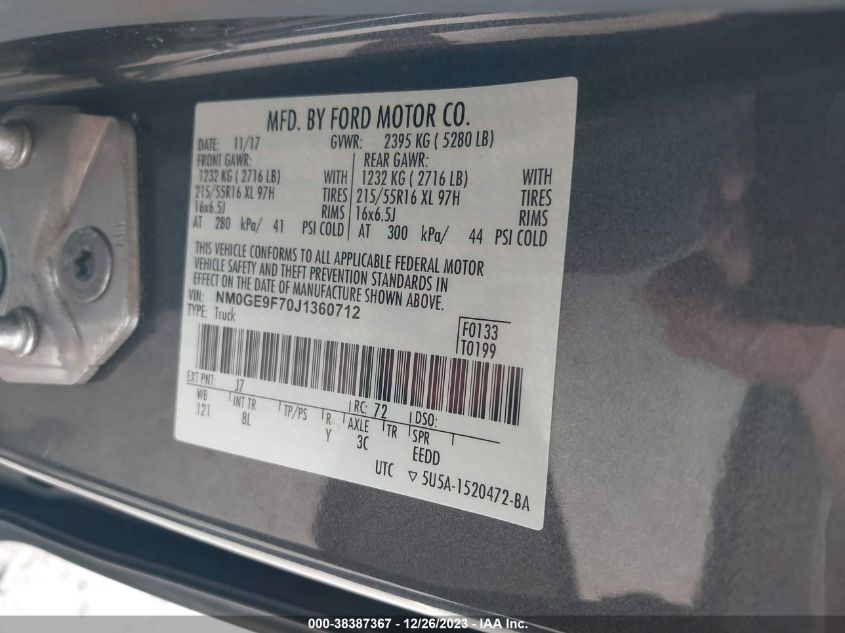 MFD. BY FORD MOTOR CO.
DATE: 11/17 GVWR: 2395 KG ( 5280 LB)
FRONT GAWR: REAR GAWR:
1232 KG ( 2716 LB) WITH 1232 KG ( 2716 LB) WITH
215/55R16 XL 97H TIRES 215/55R16 XL 97H TIRES
16x6.5J RIMS 16x6.5J RIMS
AT 280 kPa/ 41 PSI COLD AT 300 kPa/ 44 PSI COLD
THIS VEHICLE CONFORMS TO ALL APPLICABLE FEDERAL MOTOR
VEHICLE SAFETY AND THEFT PREVENTION STANDARDS IN
EFFECT ON THE DATE OF MANUFACTURE SHOWN ABOVE.
VIN: NM0GE9F70J1360712
TYPE: Truck
F0133
T0199
EXT PNT: J7 RC: 72 DSO:
WB INT TR TP/PS R AXLE TR SPR
121 8L Y 3C EEDD
UTC ▽ 5U5A-1520472-BA
000-38387367 - 12/26/2023 - IAA Inc.